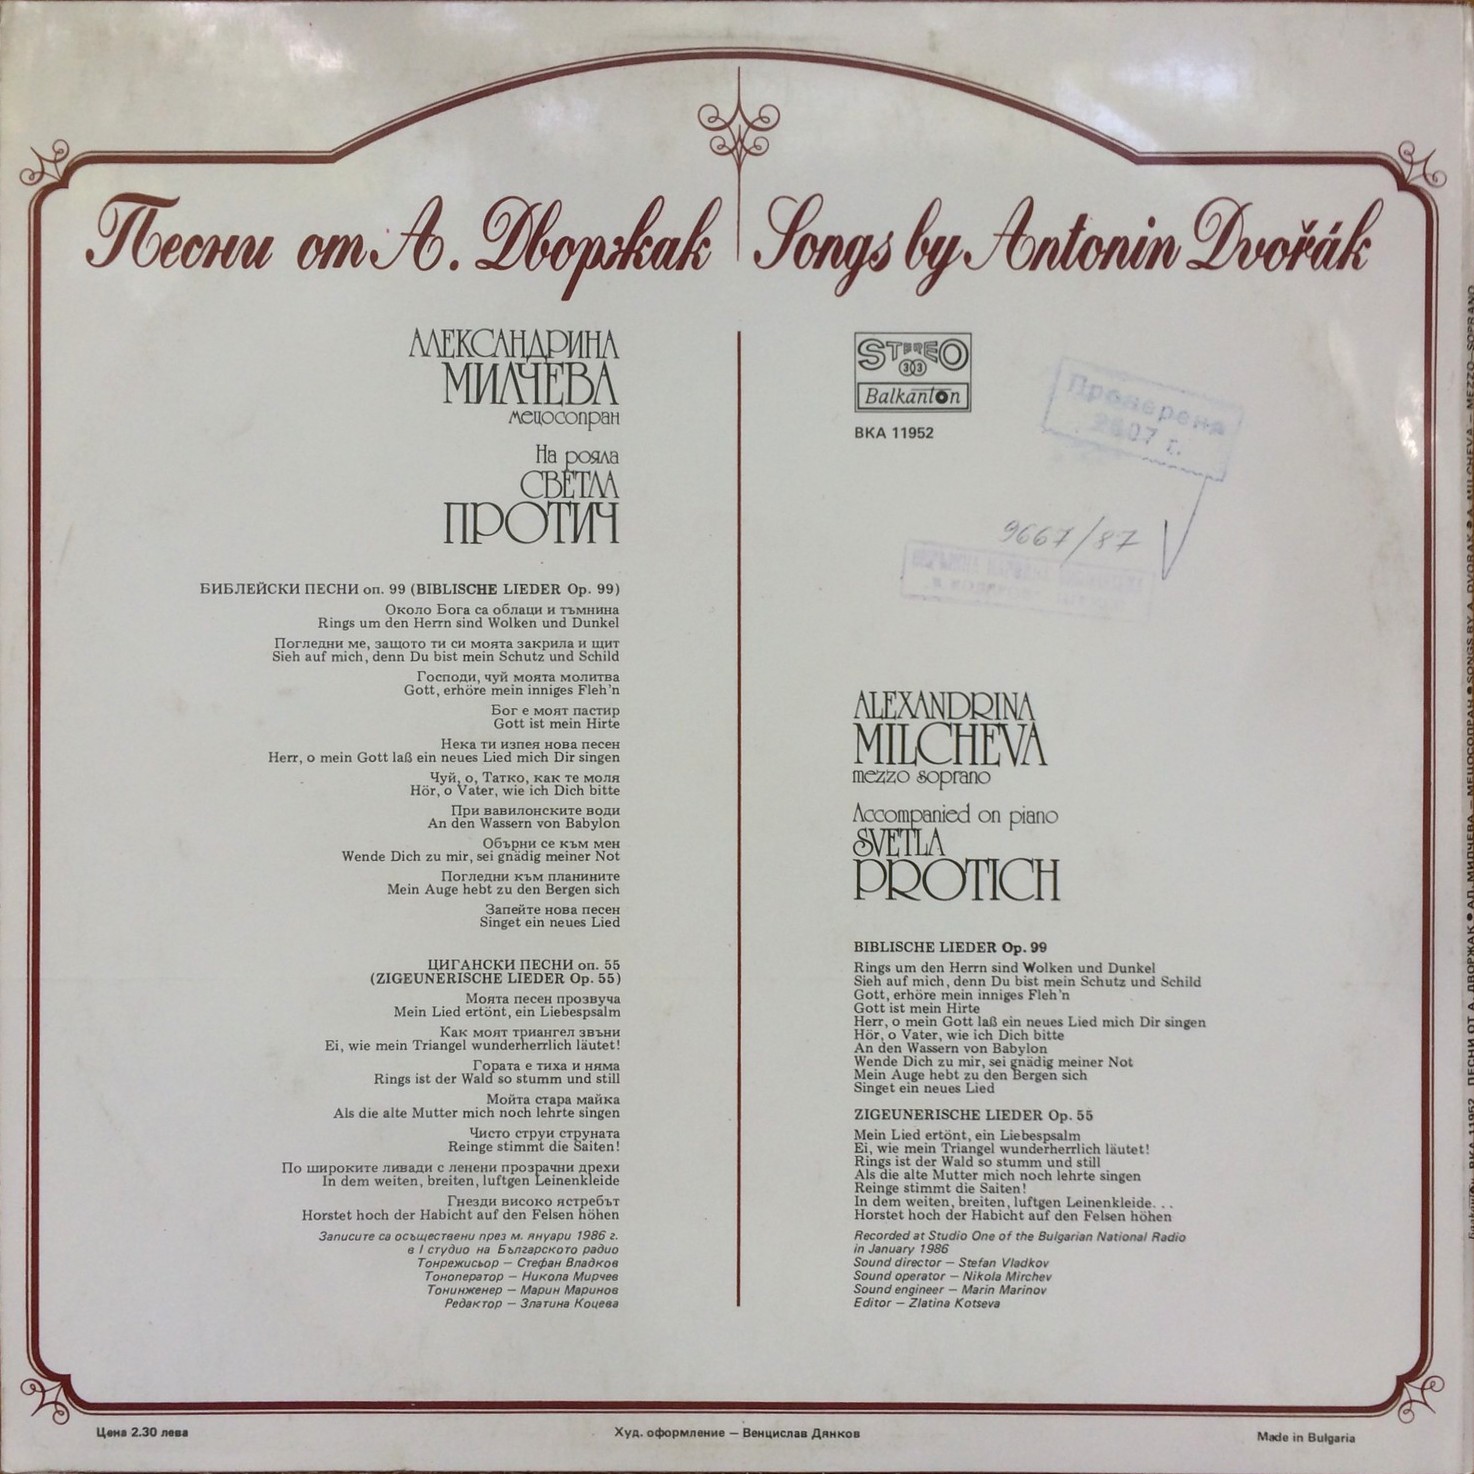 Песни от А. Дворжак
Songs by Antonin Dvořák
АЛЕКСАНДРИНА
МИЛЧЕВА
мецосопран
На рояла
СВЕТЛА
ПРОТИЧ
БИБЛЕЙСКИ ПЕСНИ оп. 99 (BIBLISCHE LIEDER Op. 99)
Около Бога са облаци и тъмнина
Rings um den Herrn sind Wolken und Dunkel
Погледни ме, защото ти си моята закрила и щит
Sieh auf mich, denn Du bist mein Schutz und Schild
Господи, чуй моята молитва
Gott, erhöre mein inniges Fleh'n
Бог е моят пастир
Gott ist mein Hirte
Нека ти изпея нова песен
Herr, o mein Gott laß ein neues Lied mich Dir singen
Чуй, о, Татко, как те моля
Hör, o Vater, wie ich Dich bitte
При вавилонските води
An den Wassern von Babylon
Обърни се към мен
Wende Dich zu mir, sei gnädig meiner Not
Погледни към планините
Mein Auge hebt zu den Bergen sich
Запейте нова песен
Singet ein neues Lied
ЦИГАНСКИ ПЕСНИ оп. 55
(ZIGEUNERISCHE LIEDER Op. 55)
Моята песен прозвуча
Mein Lied ertönt, ein Liebespsalm
Как моят триангел звъни
Ei, wie mein Triangel wunderherrlich läutet!
Гората е тиха и няма
Rings ist der Wald so stumm und still
Мойта стара майка
Als die alte Mutter mich noch lehrte singen
Чисто струи струната
Reinge stimmt die Saiten!
По широките ливади с ленени прозрачни дрехи
In dem weiten, breiten, luftgen Leinenkleide
Гнезди високо ястребът
Horstet hoch der Habicht auf den Felsen höhen
Записите са осъществени през м. януари 1986 г.
в I студио на Българското радио
Тонрежисьор — Стефан Владков
Тоноператор — Никола Мирчев
Тонинженер — Марин Маринов
Редактор — Златина Коцева
STEREO
33
Balkanton
BKA 11952
Проверена
2007 г.
9667/87
ALEXANDRINA
MILCHEVA
mezzo soprano
Accompanied on piano
SVETLA
PROTICH
BIBLISCHE LIEDER Op. 99
Rings um den Herrn sind Wolken und Dunkel
Sieh auf mich, denn Du bist mein Schutz und Schild
Gott, erhöre mein inniges Fleh'n
Gott ist mein Hirte
Herr, o mein Gott laß ein neues Lied mich Dir singen
Hör, o Vater, wie ich Dich bitte
An den Wassern von Babylon
Wende Dich zu mir, sei gnädig meiner Not
Mein Auge hebt zu den Bergen sich
Singet ein neues Lied
ZIGEUNERISCHE LIEDER Op. 55
Mein Lied ertönt, ein Liebespsalm
Ei, wie mein Triangel wunderherrlich läutet!
Rings ist der Wald so stumm und still
Als die alte Mutter mich noch lehrte singen
Reinge stimmt die Saiten!
In dem weiten, breiten, luftgen Leinenkleide. . .
Horstet hoch der Habicht auf den Felsen höhen
Recorded at Studio One of the Bulgarian National Radio
in January 1986
Sound director — Stefan Vladkov
Sound operator — Nikola Mirchev
Sound engineer — Marin Marinov
Editor — Zlatina Kotseva
Цена 2.30 лева
Худ. оформление — Венцислав Дянков
Made in Bulgaria
BKA 11952 ПЕСНИ ОТ А. ДВОРЖАК ● АЛ. МИЛЧЕВА — МЕЦОСОПРАН ● SONGS BY A. DVORAK ● A. MILCHEVA — MEZZO SOPRANO